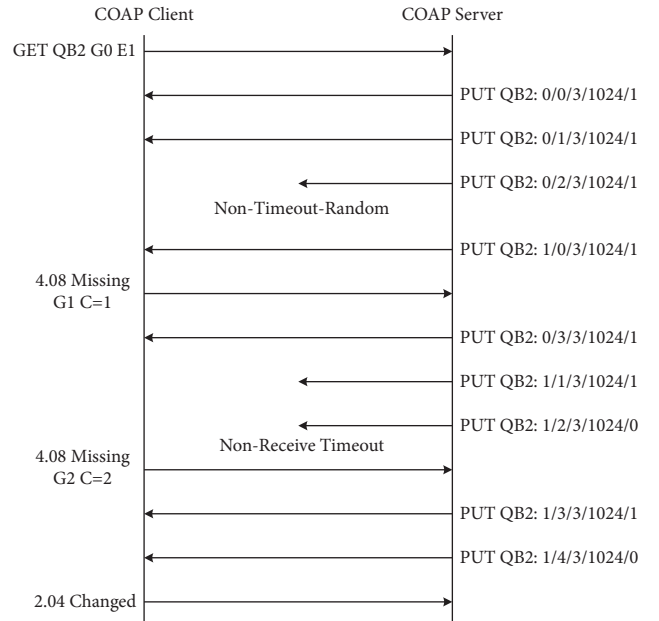 COAP Client
COAP Server
GET QB2 G0 E1
PUT QB2: 0/0/3/1024/1
PUT QB2: 0/1/3/1024/1
PUT QB2: 0/2/3/1024/1
Non-Timeout-Random
PUT QB2: 1/0/3/1024/1
4.08 Missing
G1 C=1
PUT QB2: 0/3/3/1024/1
PUT QB2: 1/1/3/1024/1
PUT QB2: 1/2/3/1024/0
Non-Receive Timeout
4.08 Missing
G2 C=2
PUT QB2: 1/3/3/1024/1
PUT QB2: 1/4/3/1024/0
2.04 Changed